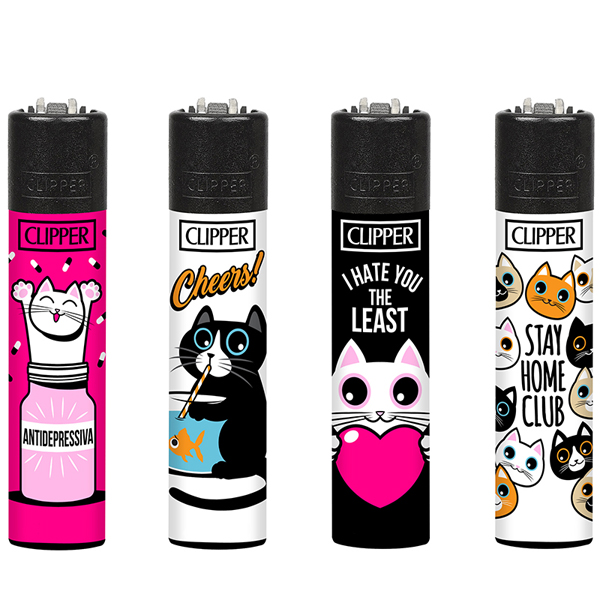 CLIPPER
CLIPPER
ANTIDEPRESSIVA
CLIPPER
CLIPPER
Cheers!
CLIPPER
CLIPPER
I HATE YOU
THE
LEAST
CLIPPER
CLIPPER
STAY
HOME
CLUB